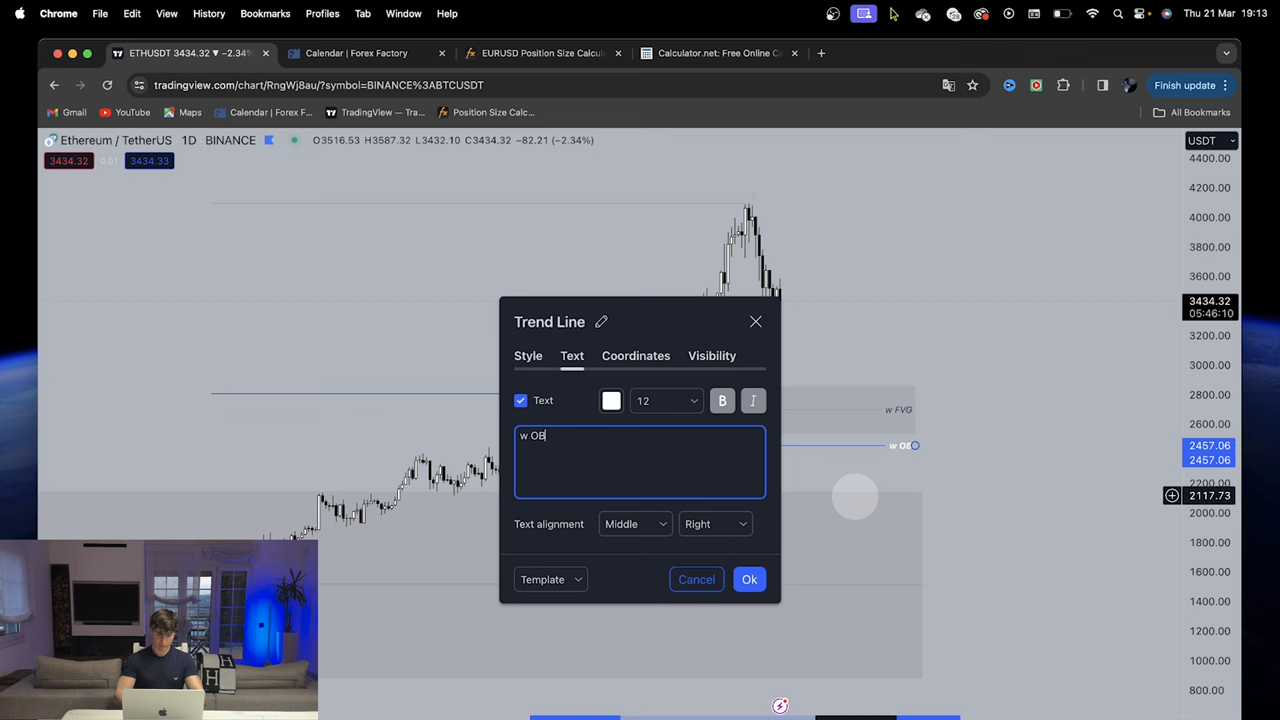 Chrome File Edit View History Bookmarks Profiles Tab Window Help
28
Thu 21 Mar 19:13
ETHUSDT 3434.32 ▼ −2.34%
Calendar | Forex Factory
EURUSD Position Size Calcul
Calculator.net: Free Online Ca
tradingview.com/chart/RngWj8au/?symbol=BINANCE%3ABTCUSDT
Finish update
Gmail
YouTube
Maps
Calendar | Forex F...
TradingView — Tra...
Position Size Calc...
All Bookmarks
Ethereum / TetherUS 1D BINANCE
O3516.53 H3587.32 L3432.10 C3434.32 −82.21 (−2.34%)
USDT
3434.32
0.01
3434.33
4400.00
4200.00
4000.00
3800.00
3600.00
3434.32
05:46:10
3200.00
3000.00
2800.00
2600.00
2457.06
2457.06
2200.00
2117.73
2000.00
1800.00
1600.00
1400.00
1200.00
1000.00
800.00
w FVG
w OB
Trend Line
Style Text Coordinates Visibility
Text
12
B
I
w OB
Text alignment
Middle
Right
Template
Cancel
Ok
H
H